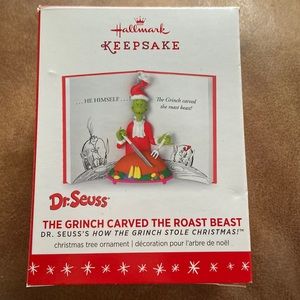 Hallmark
KEEPSAKE
...HE HIMSELF...
The Grinch carved
the roast beast!
Dr. Seuss
THE GRINCH CARVED THE ROAST BEAST
DR. SEUSS'S HOW THE GRINCH STOLE CHRISTMAS!™
christmas tree ornament | décoration pour l'arbre de noël